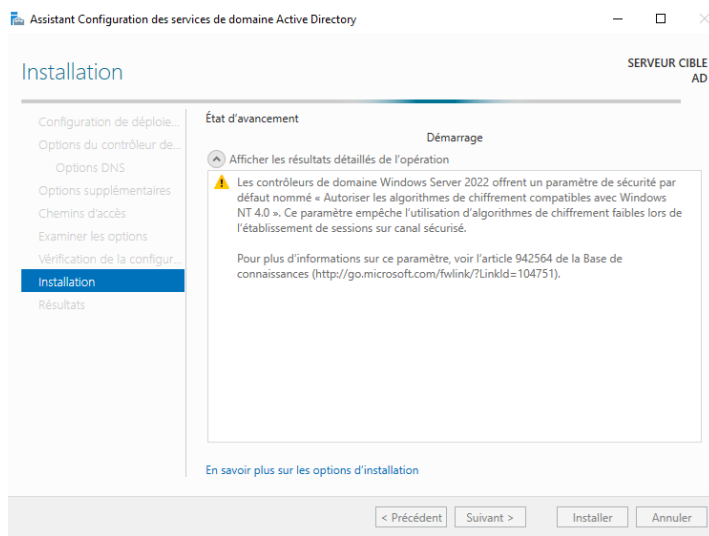 Assistant Configuration des services de domaine Active Directory
Installation
SERVEUR CIBLE
AD
Configuration de déploie...
Options du contrôleur de...
Options DNS
Options supplémentaires
Chemins d'accès
Examiner les options
Vérification de la configur...
Installation
Résultats
État d'avancement
Démarrage
Afficher les résultats détaillés de l'opération
Les contrôleurs de domaine Windows Server 2022 offrent un paramètre de sécurité par
défaut nommé « Autoriser les algorithmes de chiffrement compatibles avec Windows
NT 4.0 ». Ce paramètre empêche l'utilisation d'algorithmes de chiffrement faibles lors de
l'établissement de sessions sur canal sécurisé.
Pour plus d'informations sur ce paramètre, voir l'article 942564 de la Base de
connaissances (http://go.microsoft.com/fwlink/?LinkId=104751).
En savoir plus sur les options d'installation
< Précédent
Suivant >
Installer
Annuler